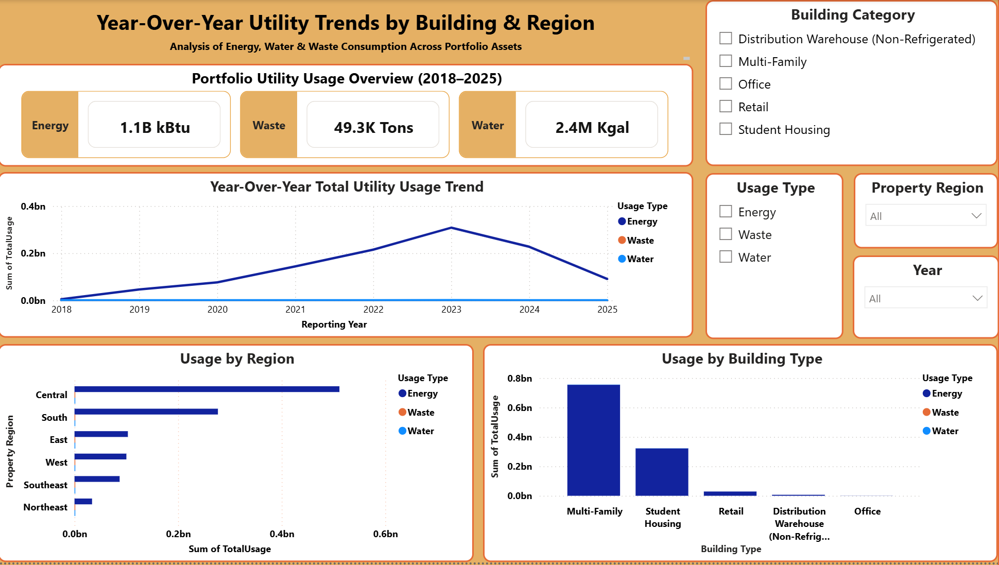 Year-Over-Year Utility Trends by Building & Region
Analysis of Energy, Water & Waste Consumption Across Portfolio Assets
Portfolio Utility Usage Overview (2018–2025)
Energy
1.1B kBtu
Waste
49.3K Tons
Water
2.4M Kgal
Building Category
Distribution Warehouse (Non-Refrigerated)
Multi-Family
Office
Retail
Student Housing
Year-Over-Year Total Utility Usage Trend
Sum of TotalUsage
0.4bn
0.2bn
0.0bn
2018 2019 2020 2021 2022 2023 2024 2025
Reporting Year
Usage Type
Energy
Waste
Water
Usage Type
Energy
Waste
Water
Property Region
All
Year
All
Usage by Region
Property Region
Central
South
East
West
Southeast
Northeast
0.0bn 0.2bn 0.4bn 0.6bn
Sum of TotalUsage
Usage Type
Energy
Waste
Water
Usage by Building Type
Sum of TotalUsage
0.8bn
0.6bn
0.4bn
0.2bn
0.0bn
Multi-Family
Student
Housing
Retail
Distribution
Warehouse
(Non-Refrig...
Office
Building Type
Usage Type
Energy
Waste
Water